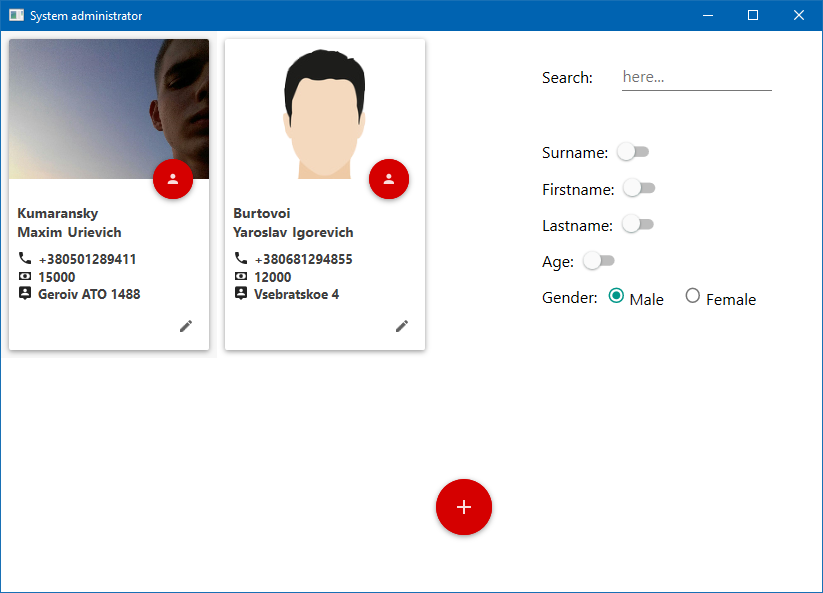 System administrator
Kumaransky
Maxim Urievich
+380501289411
15000
Geroiv ATO 1488
Burtovoi
Yaroslav Igorevich
+380681294855
12000
Vsebratskoe 4
Search: here...
Surname:
Firstname:
Lastname:
Age:
Gender: Male Female